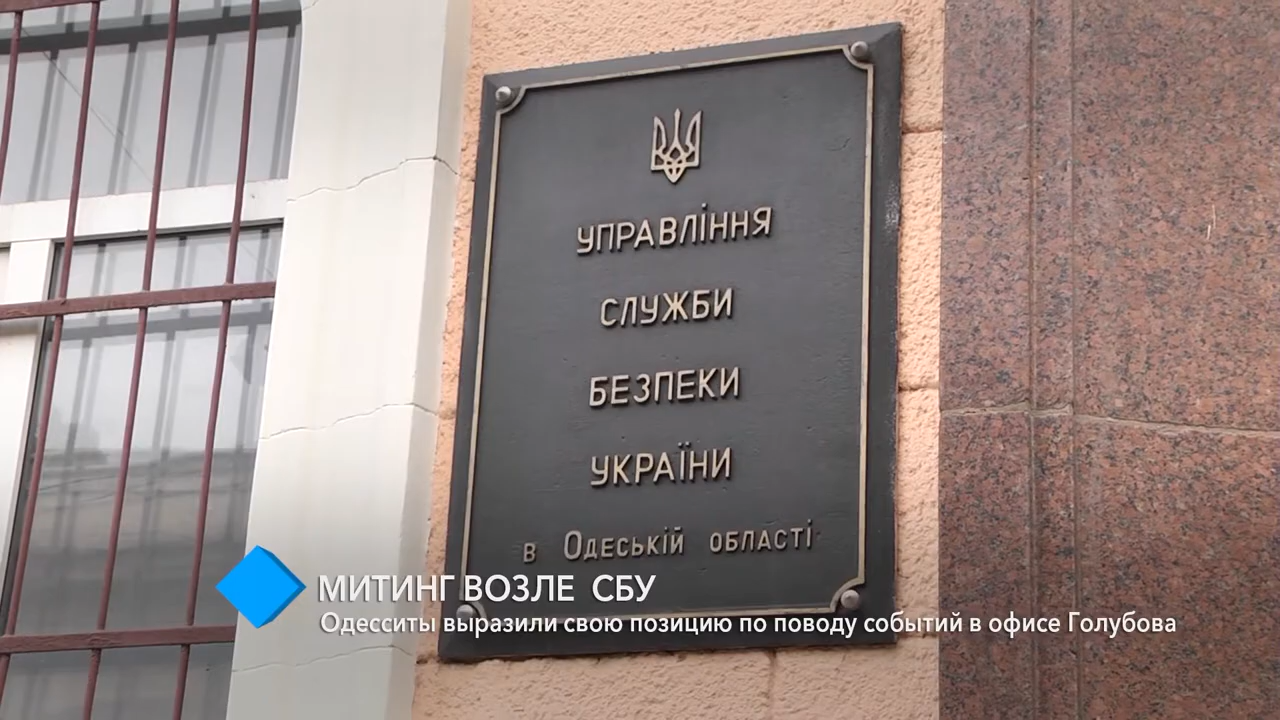 УПРАВЛІННЯ
СЛУЖБИ
БЕЗПЕКИ
УКРАЇНИ
в Одеській області
МИТИНГ ВОЗЛЕ СБУ
Одесситы выразили свою позицию по поводу событий в офисе Голубова